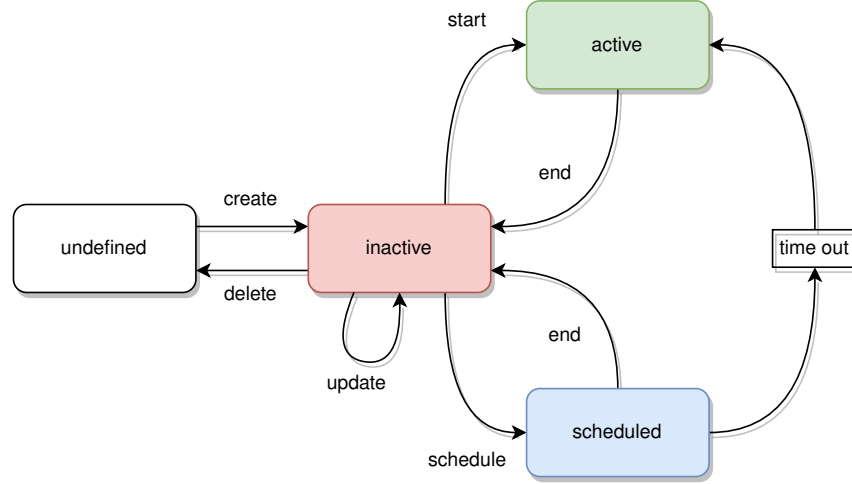 start
active
end
create
undefined
inactive
time out
delete
end
update
schedule
scheduled